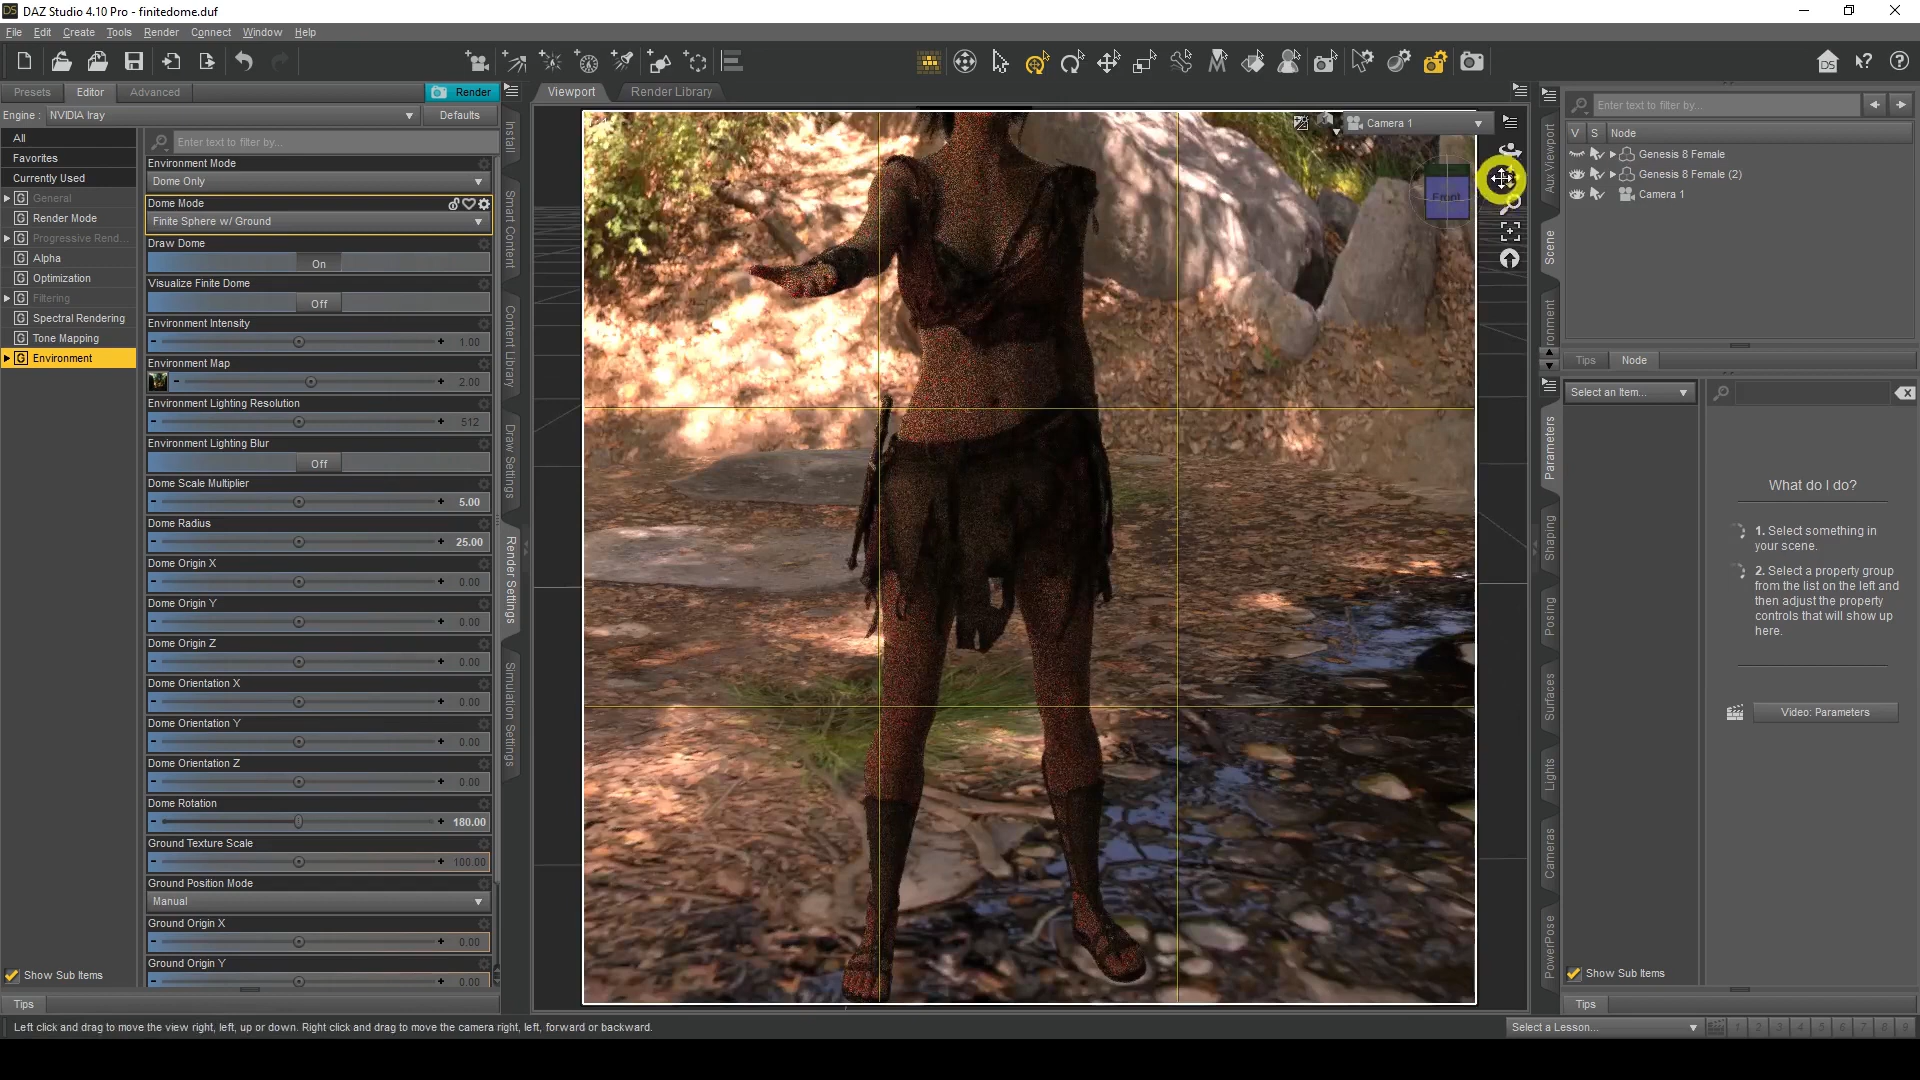 DAZ Studio 4.10 Pro - finitedome.duf
File Edit Create Tools Render Connect Window Help
Presets Editor Advanced Render
Viewport Render Library
Engine : NVIDIA Iray Defaults
Enter text to filter by...
All
Favorites
Currently Used
General
Render Mode
Progressive Rend...
Alpha
Optimization
Filtering
Spectral Rendering
Tone Mapping
Environment
Show Sub Items
Tips
Enter text to filter by...
Environment Mode
Dome Only
Dome Mode
Finite Sphere w/ Ground
Draw Dome
On
Visualize Finite Dome
Off
Environment Intensity
1.00
Environment Map
2.00
Environment Lighting Resolution
512
Environment Lighting Blur
Off
Dome Scale Multiplier
5.00
Dome Radius
25.00
Dome Origin X
0.00
Dome Origin Y
0.00
Dome Origin Z
0.00
Dome Orientation X
0.00
Dome Orientation Y
0.00
Dome Orientation Z
0.00
Dome Rotation
180.00
Ground Texture Scale
100.00
Ground Position Mode
Manual
Ground Origin X
0.00
Ground Origin Y
0.00
Install
Smart Content
Content Library
Draw Settings
Render Settings
Simulation Settings
Camera 1
Front
Aux Viewport
Scene
ironment
V S Node
Genesis 8 Female
Genesis 8 Female (2)
Camera 1
Tips Node
Parameters
Shaping
Posing
Surfaces
Lights
Cameras
PowerPose
Select an Item...
What do I do?
1. Select something in
your scene.
2. Select a property group
from the list on the left and
then adjust the property
controls that will show up
here.
Video: Parameters
Show Sub Items
Tips
Left click and drag to move the view right, left, up or down. Right click and drag to move the camera right, left, forward or backward.
Select a Lesson...
1 2 3 4 5 6 7 8 9